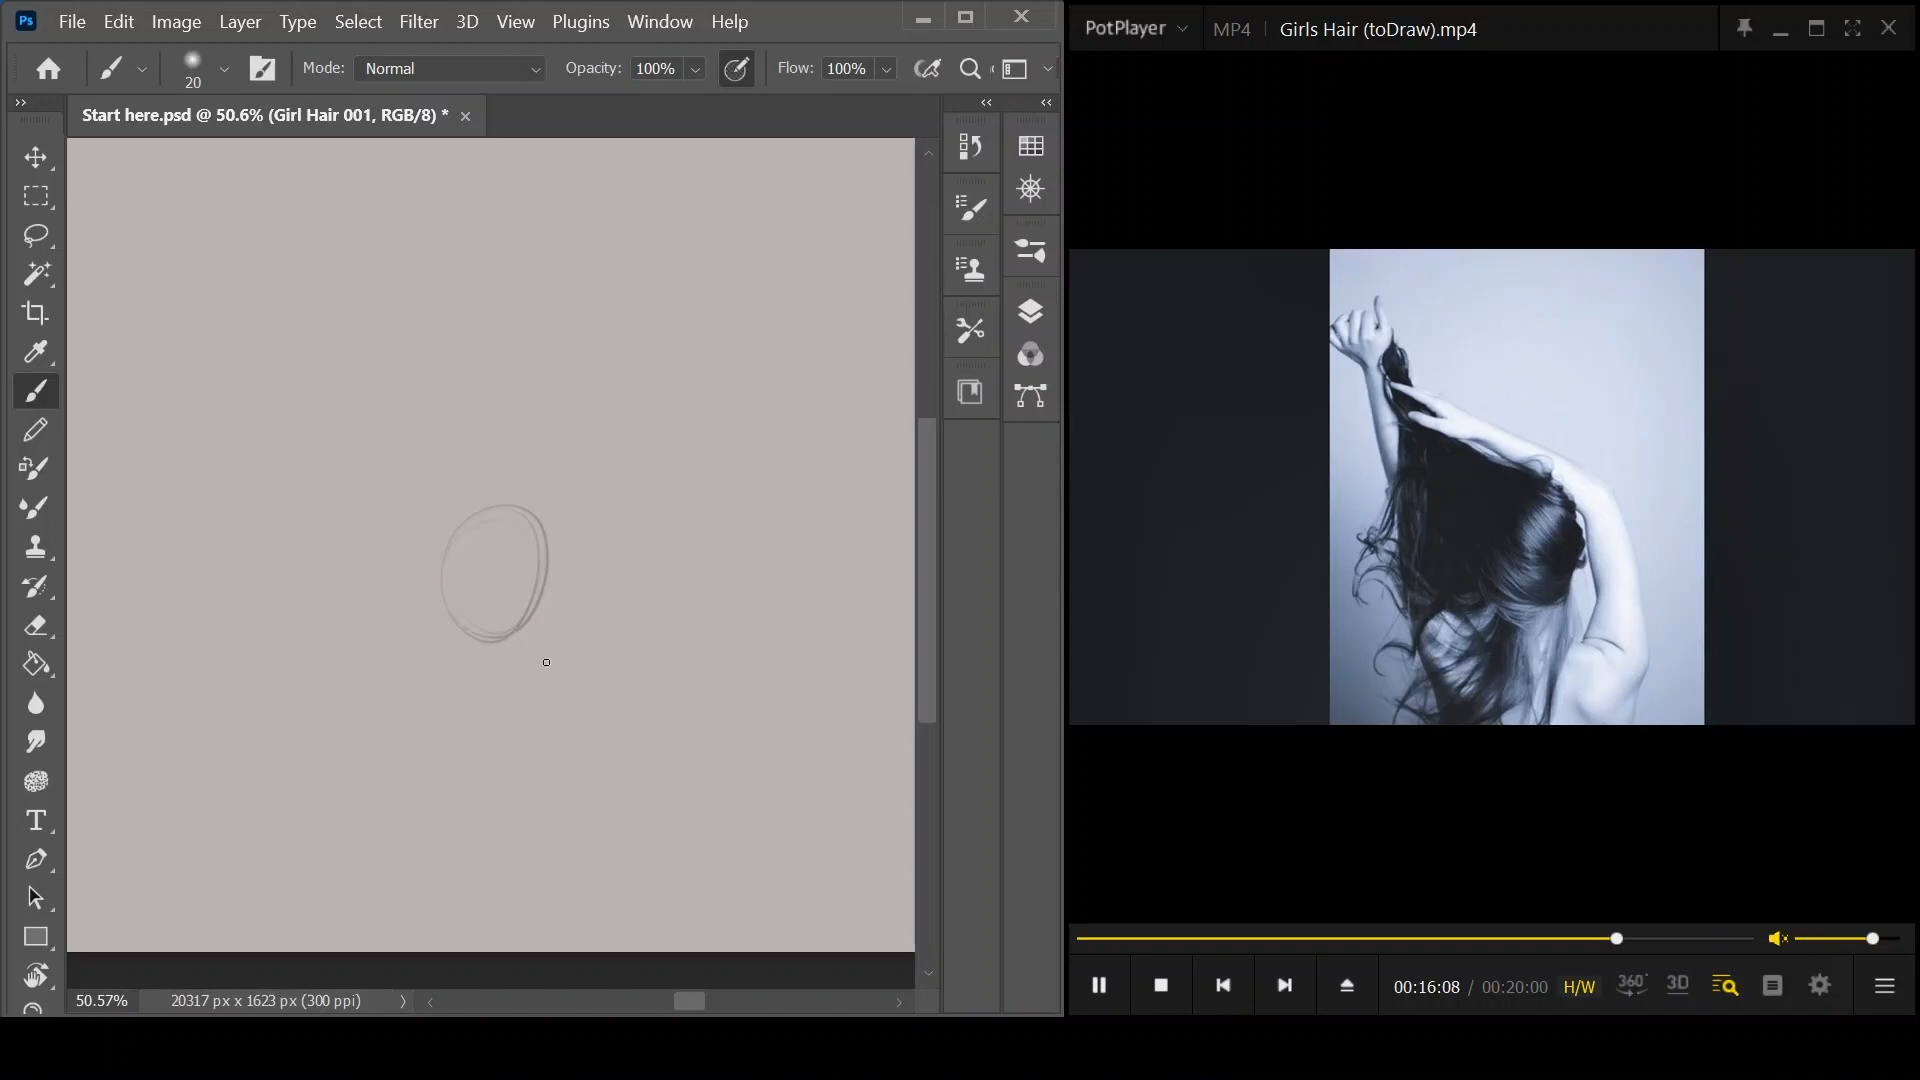 Ps File Edit Image Layer Type Select Filter 3D View Plugins Window Help
20 Mode: Normal Opacity: 100% Flow: 100%
Start here.psd @ 50.6% (Girl Hair 001, RGB/8) *
50.57% 20317 px x 1623 px (300 ppi)
PotPlayer MP4 Girls Hair (toDraw).mp4
00:16:08 / 00:20:00 H/W 360° 3D